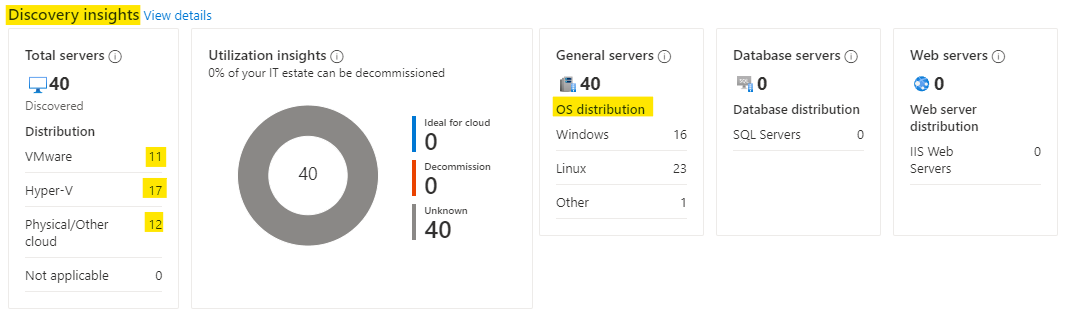 Discovery insights View details
Total servers
40
Discovered
Distribution
VMware 11
Hyper-V 17
Physical/Other
cloud 12
Not applicable 0
Utilization insights
0% of your IT estate can be decommissioned
40
Ideal for cloud
0
Decommission
0
Unknown
40
General servers
40
OS distribution
Windows 16
Linux 23
Other 1
Database servers
SQL 0
Database distribution
SQL Servers 0
Web servers
0
Web server
distribution
IIS Web 0
Servers